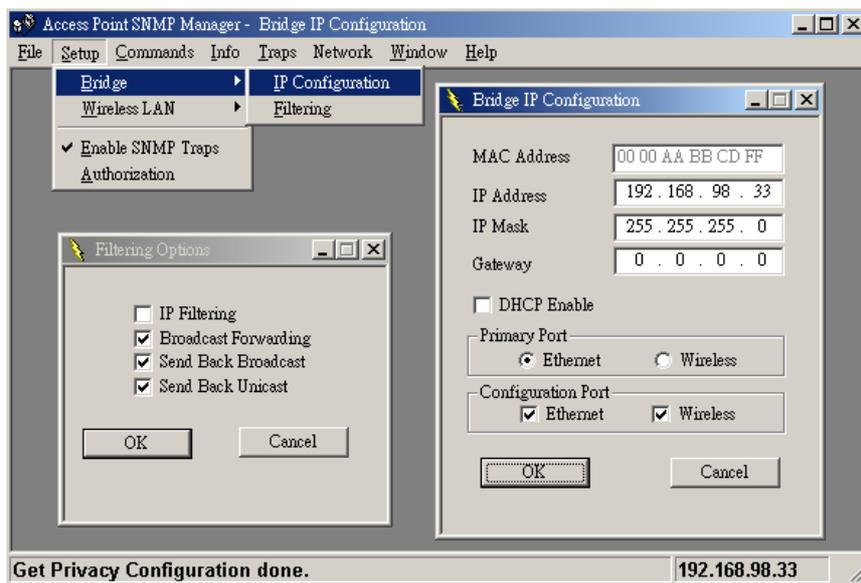 Access Point SNMP Manager - Bridge IP Configuration
File Setup Commands Info Traps Network Window Help
Bridge
Wireless LAN
Enable SNMP Traps
Authorization
IP Configuration
Filtering
Filtering Options
IP Filtering
Broadcast Forwarding
Send Back Broadcast
Send Back Unicast
OK Cancel
Bridge IP Configuration
MAC Address 00 00 AA BB CD FF
IP Address 192 . 168 . 98 . 33
IP Mask 255 . 255 . 255 . 0
Gateway 0 . 0 . 0 . 0
DHCP Enable
Primary Port
Ethernet Wireless
Configuration Port
Ethernet Wireless
OK Cancel
Get Privacy Configuration done. 192.168.98.33